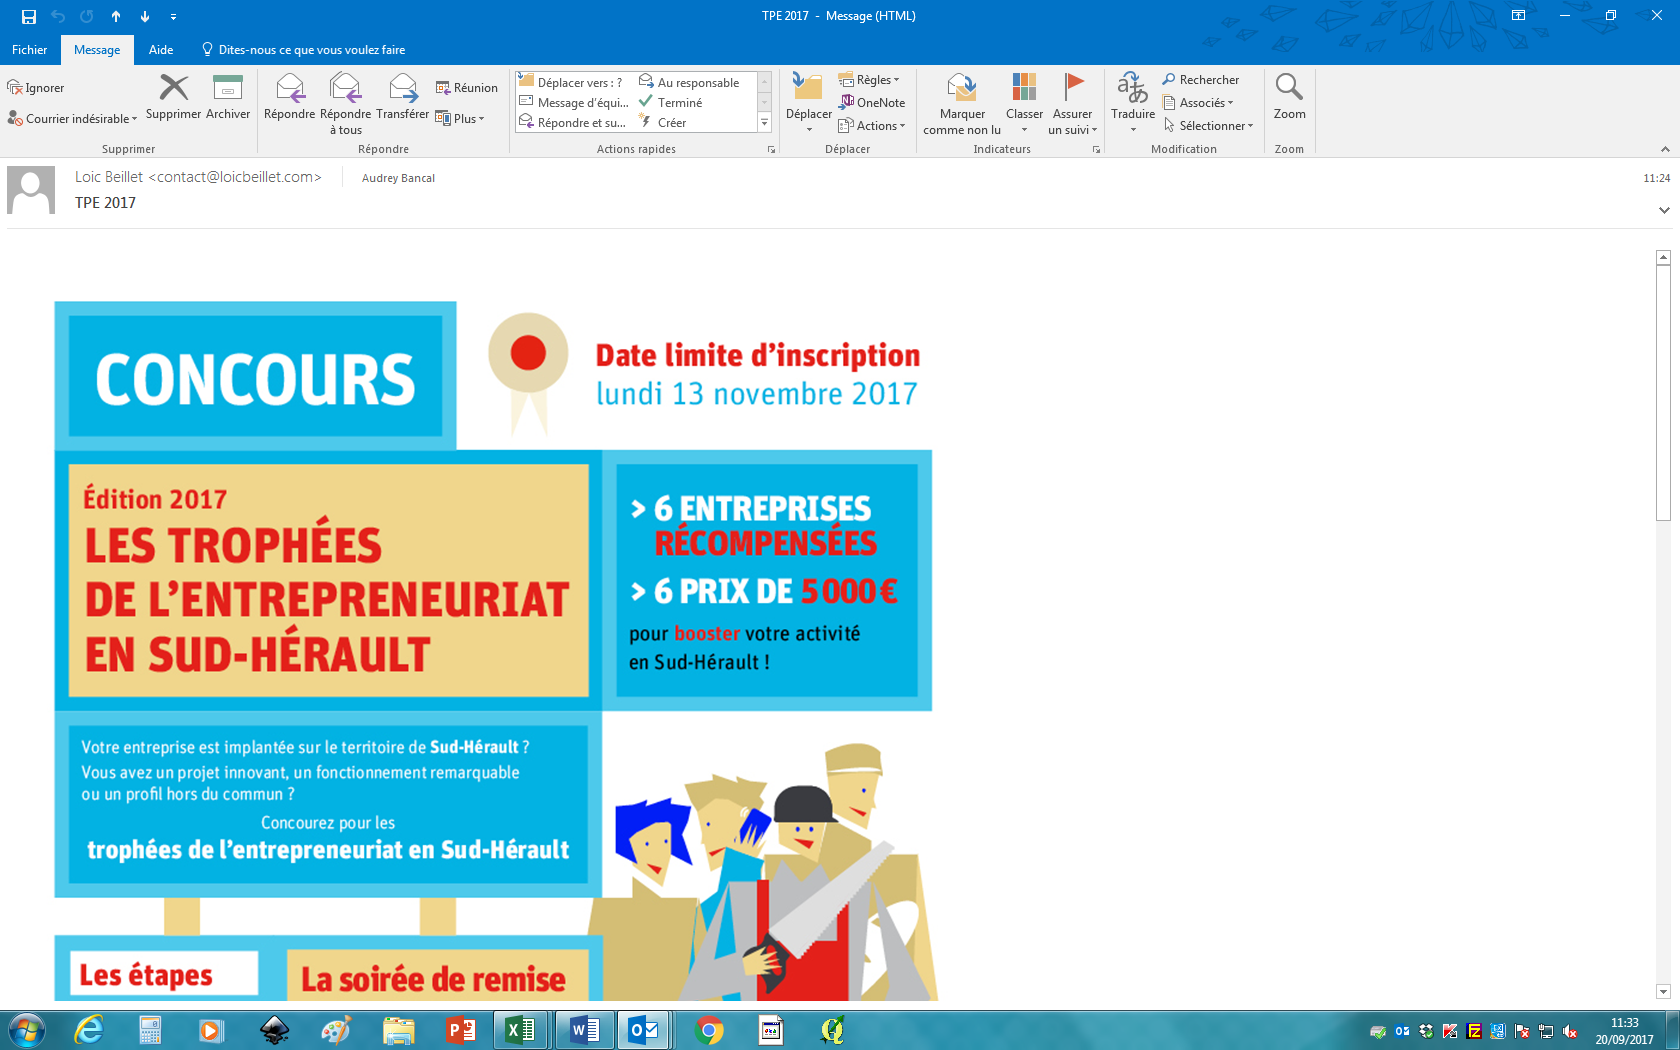 TPE 2017 - Message (HTML)
Fichier
Message
Aide
Dites-nous ce que vous voulez faire
Ignorer
Courrier indésirable
Supprimer
Archiver
Supprimer
Répondre
Répondre à tous
Transférer
Réunion
Plus
Répondre
Déplacer vers : ?
Message d'équi...
Répondre et su...
Au responsable
Terminé
Créer
Actions rapides
Déplacer
Règles
OneNote
Actions
Déplacer
Marquer comme non lu
Classer
Assurer un suivi
Indicateurs
Traduire
Rechercher
Associés
Sélectionner
Modification
Zoom
Zoom
Loic Beillet <contact@loicbeillet.com>
Audrey Bancal
11:24
TPE 2017
CONCOURS
Date limite d'inscription
lundi 13 novembre 2017
Édition 2017
LES TROPHÉES
DE L'ENTREPRENEURIAT
EN SUD-HÉRAULT
> 6 ENTREPRISES
RÉCOMPENSÉES
> 6 PRIX DE 5 000 €
pour booster votre activité
en Sud-Hérault !
Votre entreprise est implantée sur le territoire de Sud-Hérault ?
Vous avez un projet innovant, un fonctionnement remarquable
ou un profil hors du commun ?
Concourez pour les
trophées de l'entrepreneuriat en Sud-Hérault
Les étapes
La soirée de remise
11:33
20/09/2017